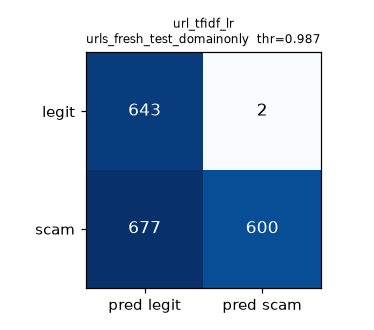 url_tfidf_lr
urls_fresh_test_domainonly  thr=0.987
legit
643
2
scam
677
600
pred legit
pred scam